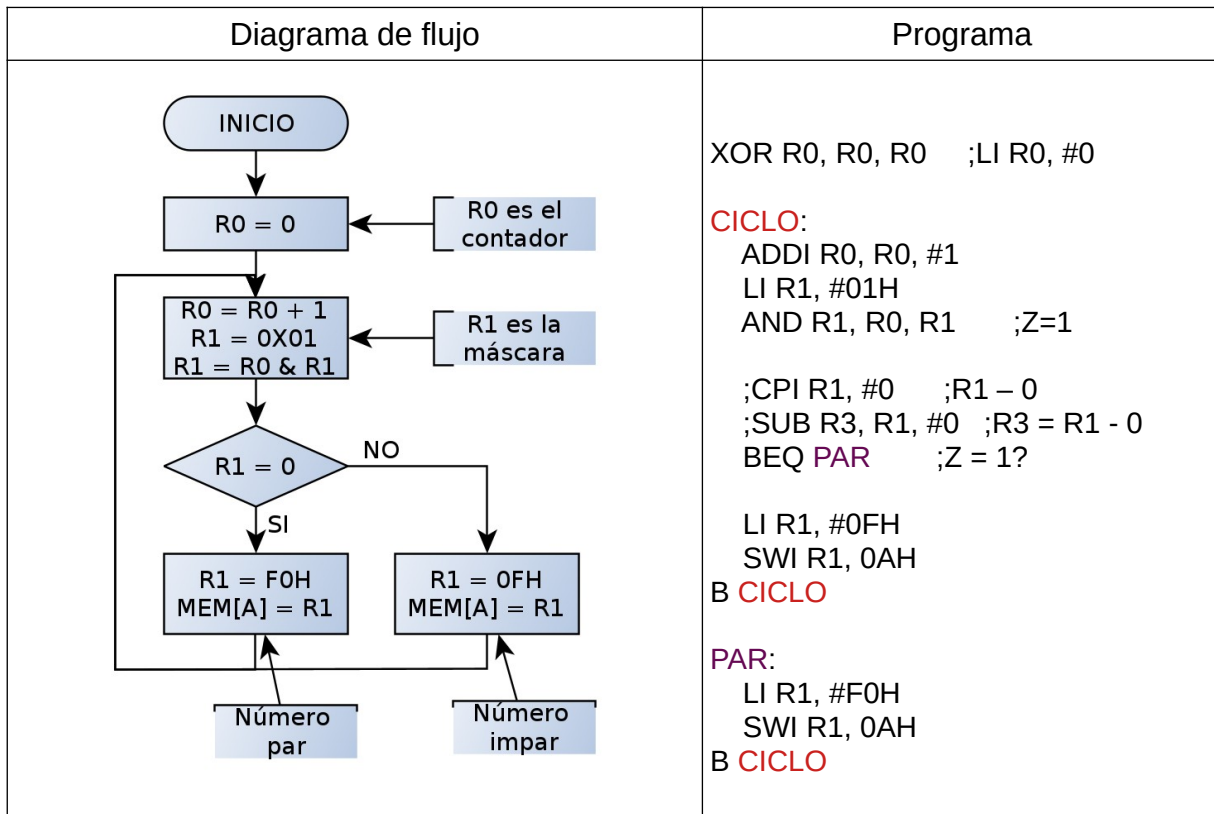 Diagrama de flujo
Programa
INICIO
R0 = 0
R0 es el
contador
R0 = R0 + 1
R1 = 0X01
R1 = R0 & R1
R1 es la
máscara
R1 = 0
NO
SI
R1 = F0H
MEM[A] = R1
R1 = 0FH
MEM[A] = R1
Número
par
Número
impar
XOR R0, R0, R0 ;LI R0, #0
CICLO:
ADDI R0, R0, #1
LI R1, #01H
AND R1, R0, R1 ;Z=1
;CPI R1, #0 ;R1 – 0
;SUB R3, R1, #0 ;R3 = R1 - 0
BEQ PAR ;Z = 1?
LI R1, #0FH
SWI R1, 0AH
B CICLO
PAR:
LI R1, #F0H
SWI R1, 0AH
B CICLO